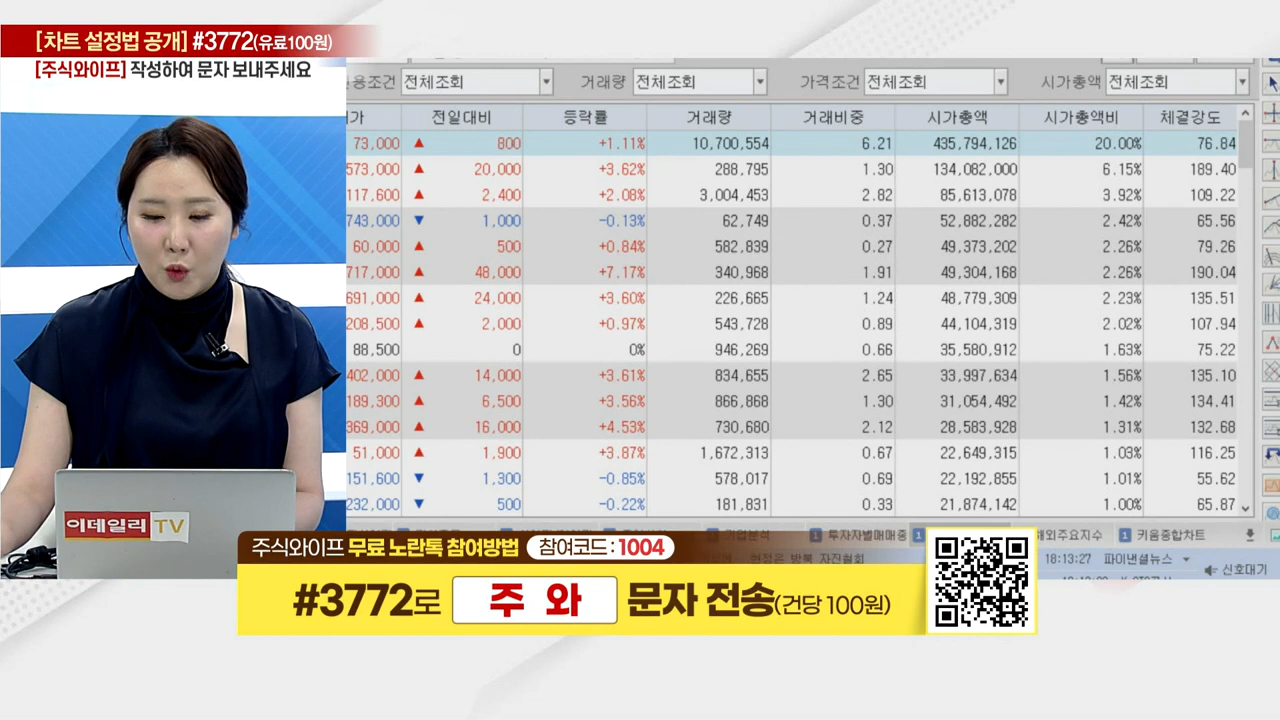 [차트 설정법 공개] #3772(유료100원)
[주식와이프] 작성하여 문자 보내주세요
용조건 전체조회 거래량 전체조회 가격조건 전체조회 시가총액 전체조회
가 전일대비 등락률 거래량 거래비중 시가총액 시가총액비 체결강도
73,000 ▲ 800 +1.11% 10,700,554 6.21 435,794,126 20.00% 76.84
573,000 ▲ 20,000 +3.62% 288,795 1.30 134,082,000 6.15% 189.40
117,600 ▲ 2,400 +2.08% 3,004,453 2.82 85,613,078 3.92% 109.22
743,000 ▼ 1,000 -0.13% 62,749 0.37 52,882,282 2.42% 65.56
60,000 ▲ 500 +0.84% 582,839 0.27 49,373,202 2.26% 79.26
717,000 ▲ 48,000 +7.17% 340,968 1.91 49,304,168 2.26% 190.04
691,000 ▲ 24,000 +3.60% 226,665 1.24 48,779,309 2.23% 135.51
208,500 ▲ 2,000 +0.97% 543,728 0.89 44,104,319 2.02% 107.94
88,500 0 0% 946,269 0.66 35,580,912 1.63% 75.22
402,000 ▲ 14,000 +3.61% 834,655 2.65 33,997,634 1.56% 135.10
189,300 ▲ 6,500 +3.56% 866,868 1.30 31,054,492 1.42% 134.41
369,000 ▲ 16,000 +4.53% 730,680 2.12 28,583,928 1.31% 132.68
51,000 ▲ 1,900 +3.87% 1,672,313 0.67 22,649,315 1.03% 116.25
151,600 ▼ 1,300 -0.85% 578,017 0.69 22,192,855 1.01% 55.62
232,000 ▼ 500 -0.22% 181,831 0.33 21,874,142 1.00% 65.87
이데일리 TV
기업분석 1 투자자별매매종 1 해외주요지수 1 키움종합차트
18:13:27 파이낸셜뉴스 신호대기
주식와이프 무료 노란톡 참여방법 참여코드 : 1004
#3772로 주 와 문자 전송(건당 100원)